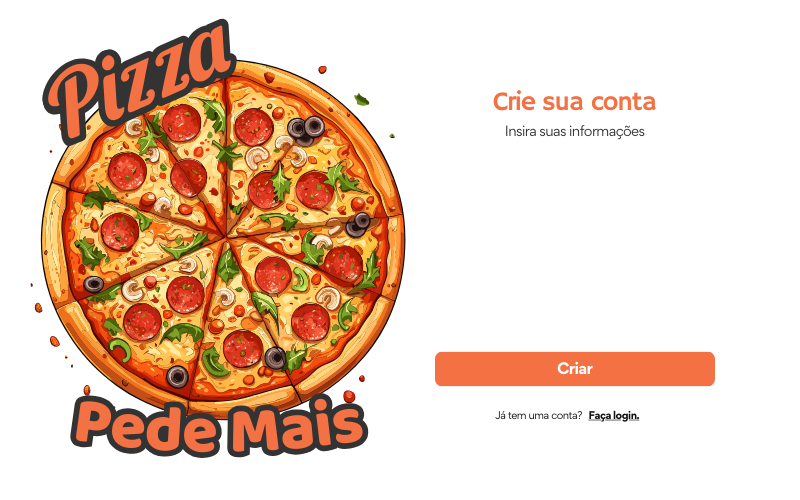 Pizza
Pede Mais
Crie sua conta
Insira suas informações
Criar
Já tem uma conta? Faça login.